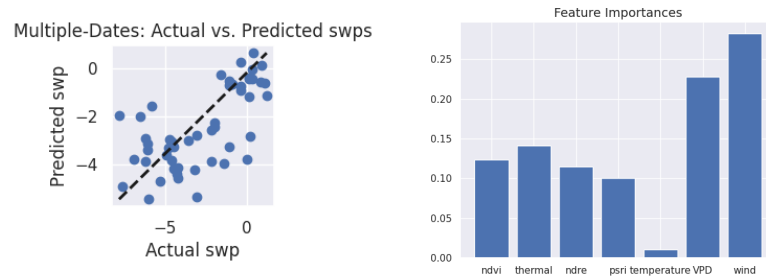 Multiple-Dates: Actual vs. Predicted swps
Predicted swp
0
−2
−4
−5
0
Actual swp
Feature Importances
0.25
0.20
0.15
0.10
0.05
0.00
ndvi
thermal
ndre
psri
temperature
VPD
wind